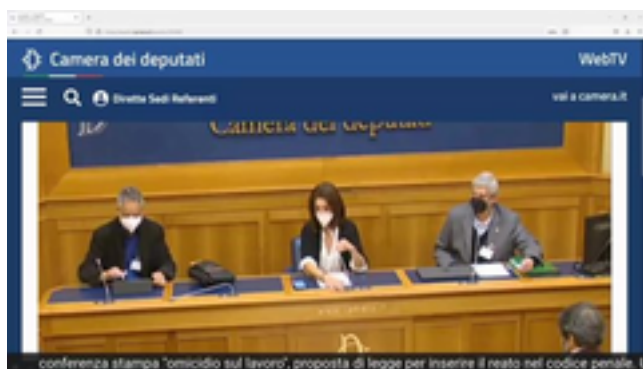 Camera dei deputati
WebTV
Dirette Sedi Referenti
vai a camera.it
Camera dei deputati
conferenza stampa "omicidio sul lavoro", proposta di legge per inserire il reato nel codice penale.